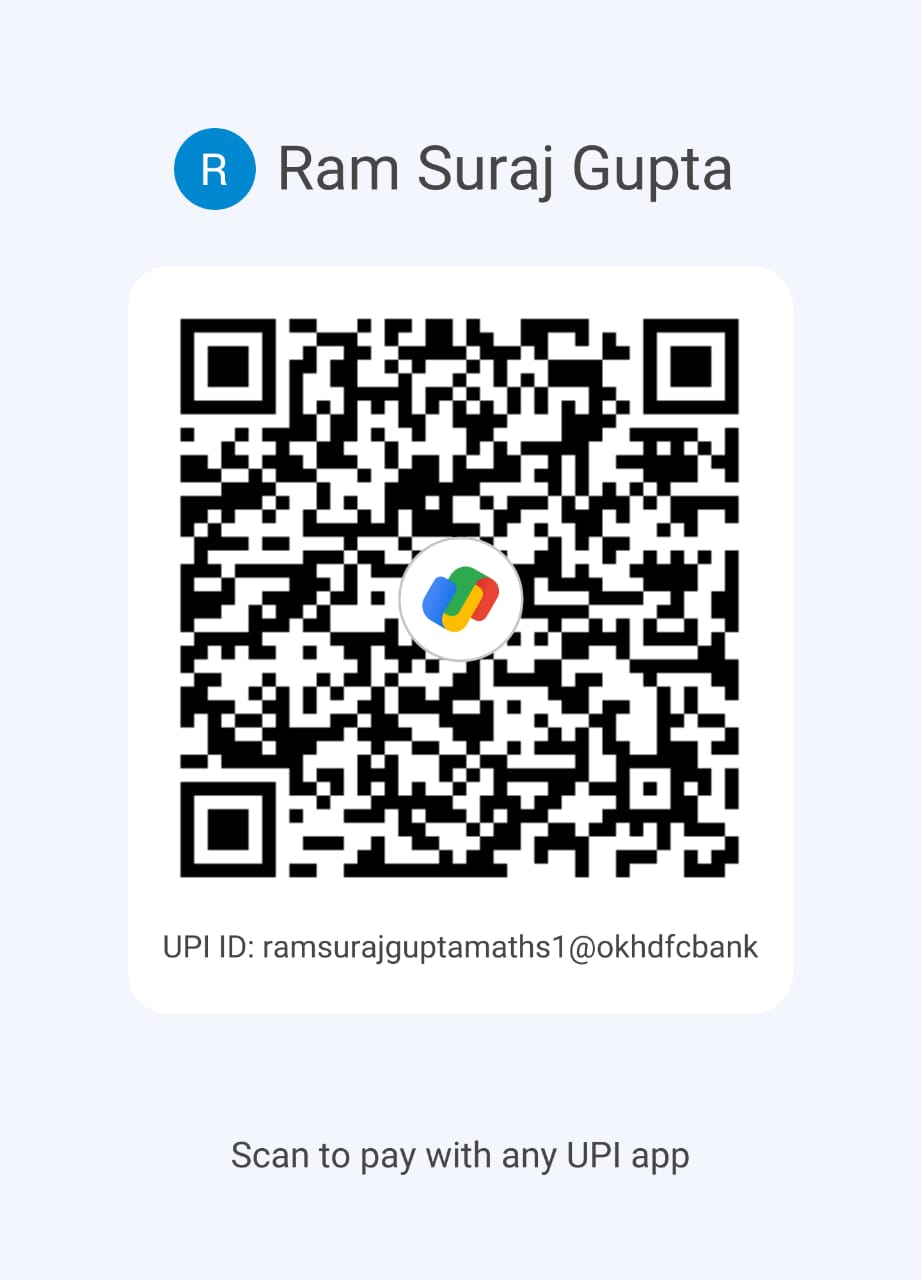 R Ram Suraj Gupta
UPI ID: ramsurajguptamaths1@okhdfcbank
Scan to pay with any UPI app